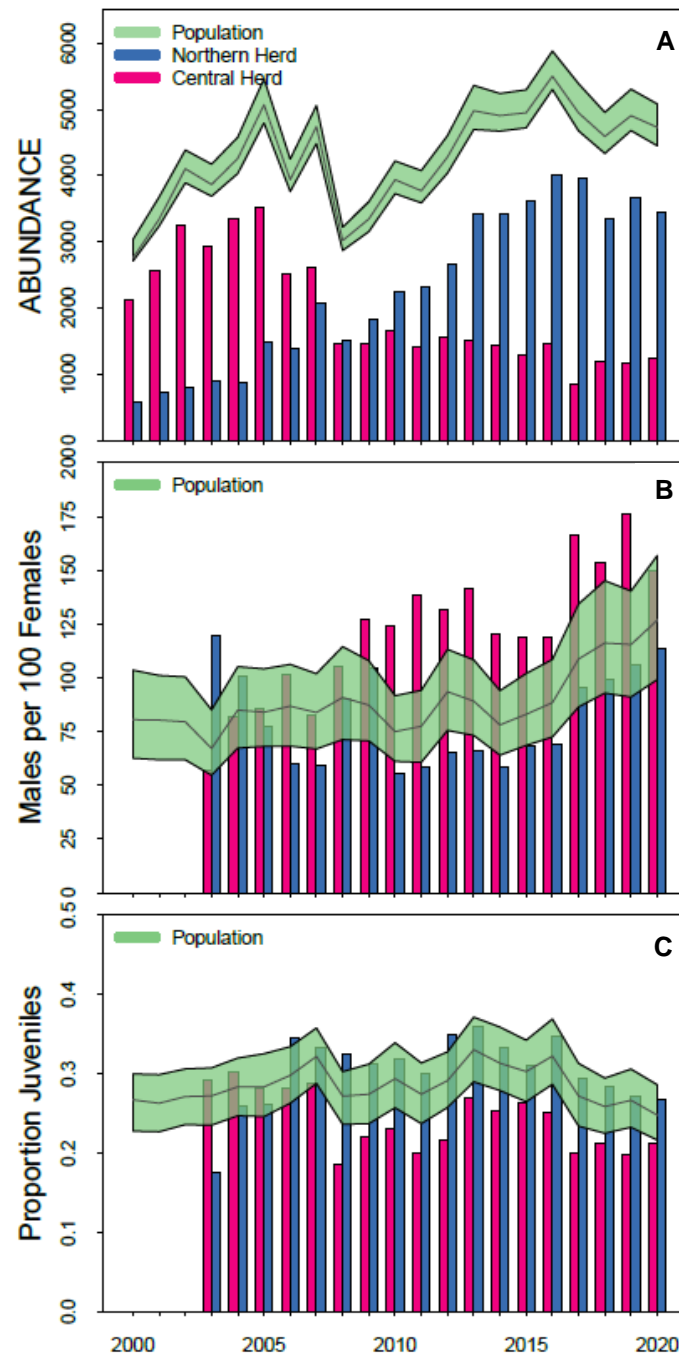 Population
Northern Herd
Central Herd
A
ABUNDANCE
0
1000
2000
3000
4000
5000
6000
Population
B
Males per 100 Females
0
25
50
75
100
125
150
175
200
Population
C
Proportion Juveniles
0.0
0.1
0.2
0.3
0.4
0.5
2000
2005
2010
2015
2020